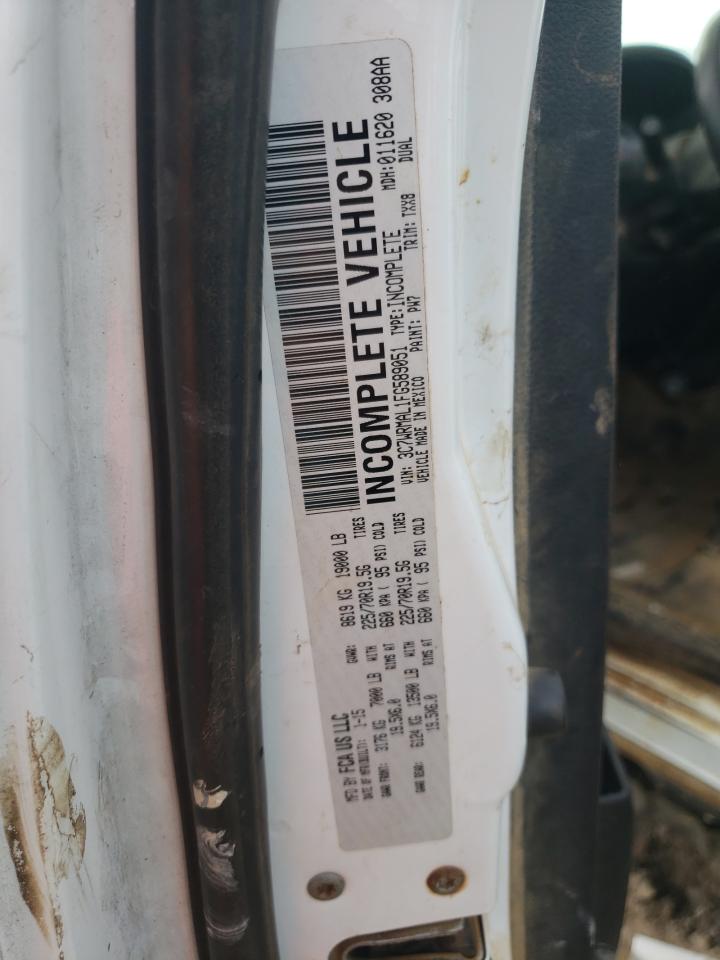 MFD BY FCA US LLC
DATE OF MFR(MULTI): 1-15 GVWR: 8619 KG 19000 LB
GAWR FRONT: 3176 KG 7000 LB WITH 225/70R19.5G TIRES
19.5X6.0 RIMS AT 660 KPA ( 95 PSI) COLD
GAWR REAR: 6124 KG 13500 LB WITH 225/70R19.5G TIRES
19.5X6.0 RIMS AT 660 KPA ( 95 PSI) COLD
INCOMPLETE VEHICLE
MDH:011620 308AA
VIN: 3C7WRMAL1FG589051 TYPE:INCOMPLETE DUAL
VEHICLE MADE IN MEXICO PAINT: PW7 TRIM: TXX8